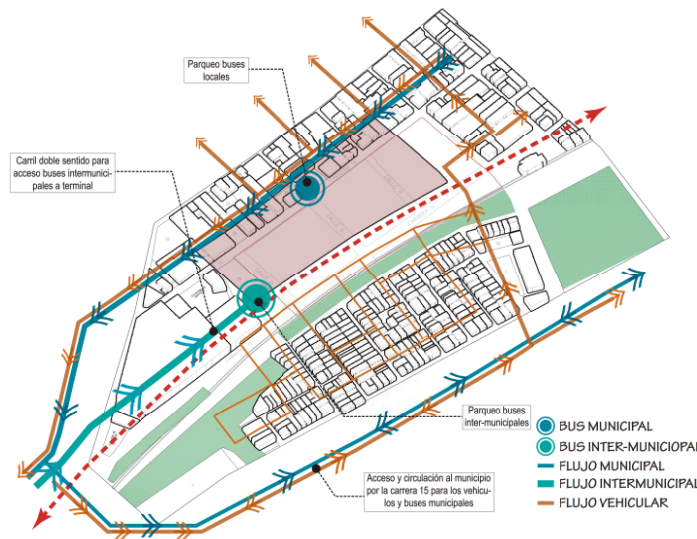 Parqueo buses
locales
Carril doble sentido para
acceso buses intermunici-
pales a terminal
Parqueo buses
inter-municipales
Acceso y circulación al municipio
por la carrera 15 para los vehicu-
los y buses municipales
BUS MUNICIPAL
BUS INTER-MUNICIOPAL
FLUJO MUNICIPAL
FLUJO INTERMUNICIPAL
FLUJO VEHICULAR